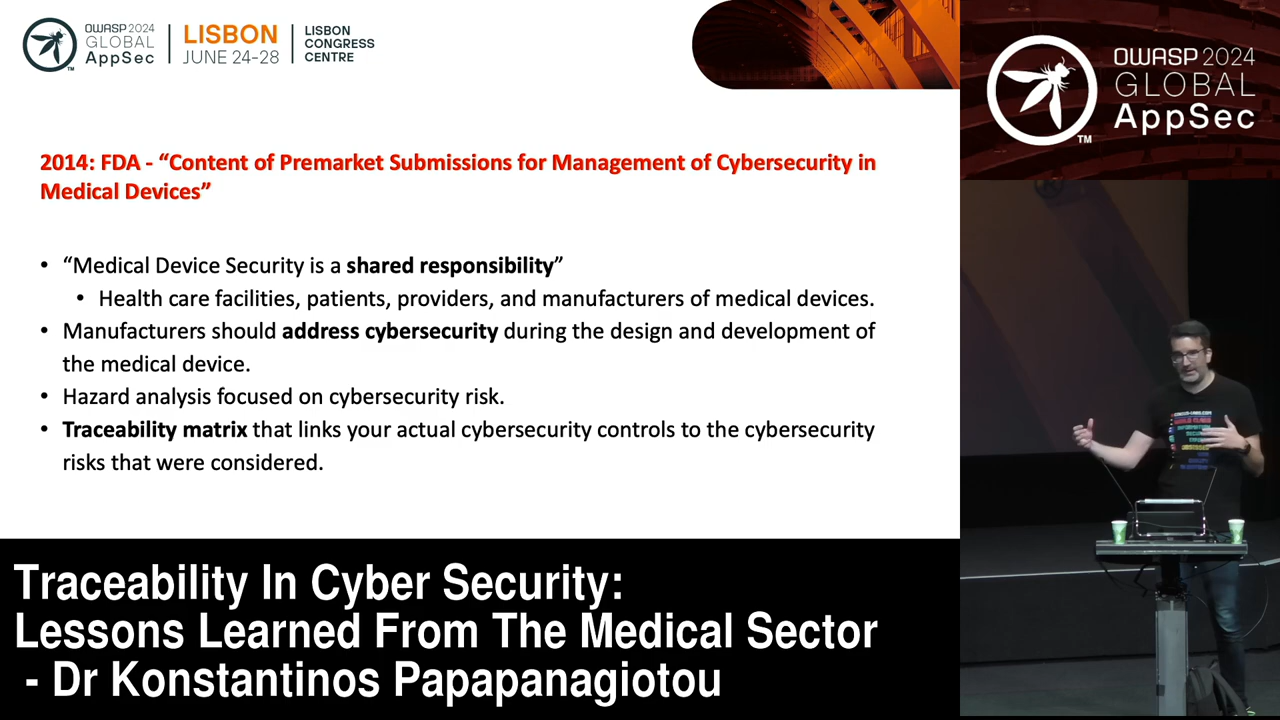 OWASP 2024
GLOBAL
AppSec
TM
LISBON
JUNE 24-28
LISBON
CONGRESS
CENTRE
OWASP 2024
GLOBAL
AppSec
TM
2014: FDA - “Content of Premarket Submissions for Management of Cybersecurity in
Medical Devices”
• “Medical Device Security is a shared responsibility”
• Health care facilities, patients, providers, and manufacturers of medical devices.
• Manufacturers should address cybersecurity during the design and development of
the medical device.
• Hazard analysis focused on cybersecurity risk.
• Traceability matrix that links your actual cybersecurity controls to the cybersecurity
risks that were considered.
Traceability In Cyber Security:
Lessons Learned From The Medical Sector
- Dr Konstantinos Papapanagiotou